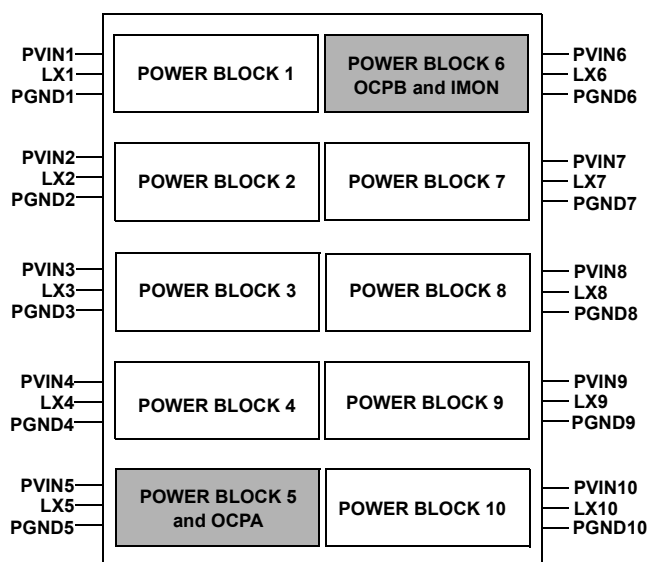 PVIN1
LX1
PGND1
POWER BLOCK 1
POWER BLOCK 6
OCPB and IMON
PVIN6
LX6
PGND6
PVIN2
LX2
PGND2
POWER BLOCK 2
POWER BLOCK 7
PVIN7
LX7
PGND7
PVIN3
LX3
PGND3
POWER BLOCK 3
POWER BLOCK 8
PVIN8
LX8
PGND8
PVIN4
LX4
PGND4
POWER BLOCK 4
POWER BLOCK 9
PVIN9
LX9
PGND9
PVIN5
LX5
PGND5
POWER BLOCK 5
and OCPA
POWER BLOCK 10
PVIN10
LX10
PGND10